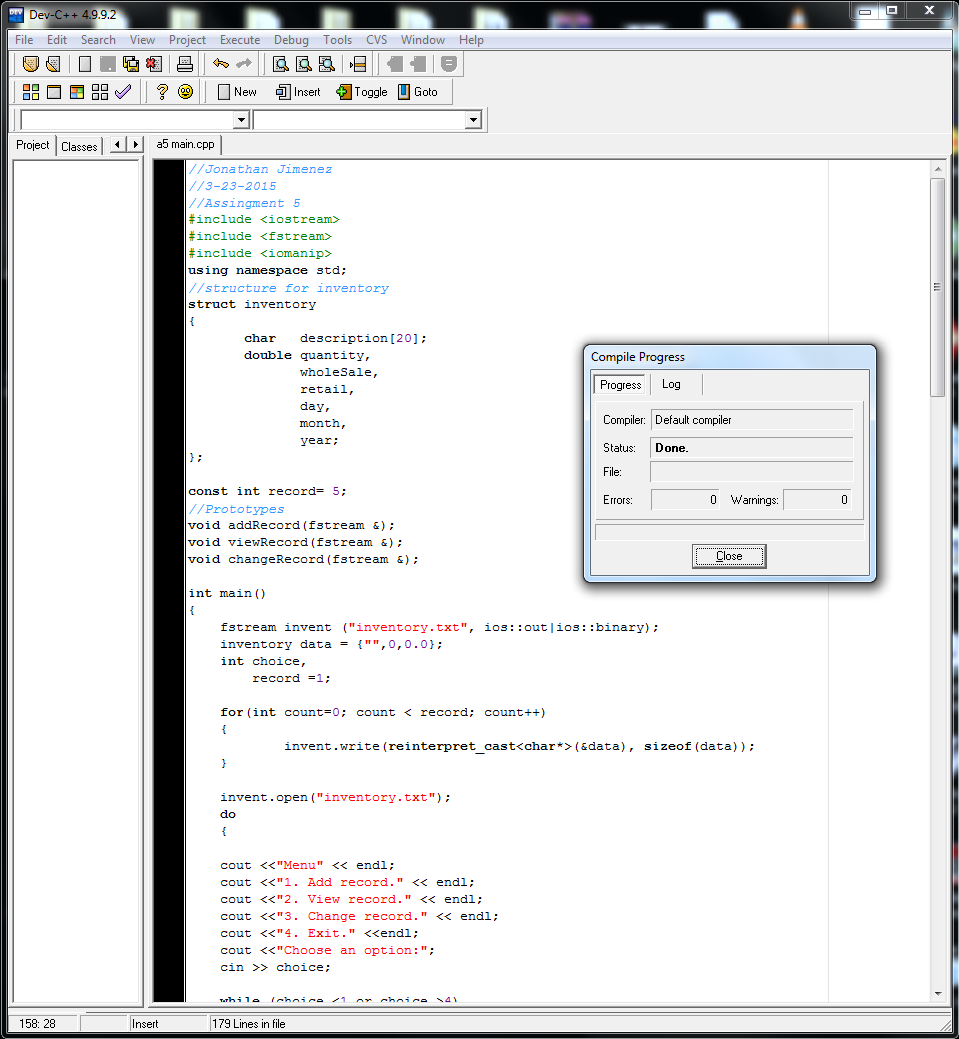 Dev-C++ 4.9.9.2
File Edit Search View Project Execute Debug Tools CVS Window Help
New Insert Toggle Goto
Project Classes a5 main.cpp
//Jonathan Jimenez
//3-23-2015
//Assingment 5
#include <iostream>
#include <fstream>
#include <iomanip>
using namespace std;
//structure for inventory
struct inventory
{
char description[20];
double quantity,
wholeSale,
retail,
day,
month,
year;
};
const int record= 5;
//Prototypes
void addRecord(fstream &);
void viewRecord(fstream &);
void changeRecord(fstream &);
int main()
{
fstream invent ("inventory.txt", ios::out|ios::binary);
inventory data = {"",0,0.0};
int choice,
record =1;
for(int count=0; count < record; count++)
{
invent.write(reinterpret_cast<char*>(&data), sizeof(data));
}
invent.open("inventory.txt");
do
{
cout <<"Menu" << endl;
cout <<"1. Add record." << endl;
cout <<"2. View record." << endl;
cout <<"3. Change record." << endl;
cout <<"4. Exit." <<endl;
cout <<"Choose an option:";
cin >> choice;
while (choice <1 or choice >4)
Compile Progress
Progress Log
Compiler: Default compiler
Status: Done.
File:
Errors: 0 Warnings: 0
Close
158: 28 Insert 179 Lines in file